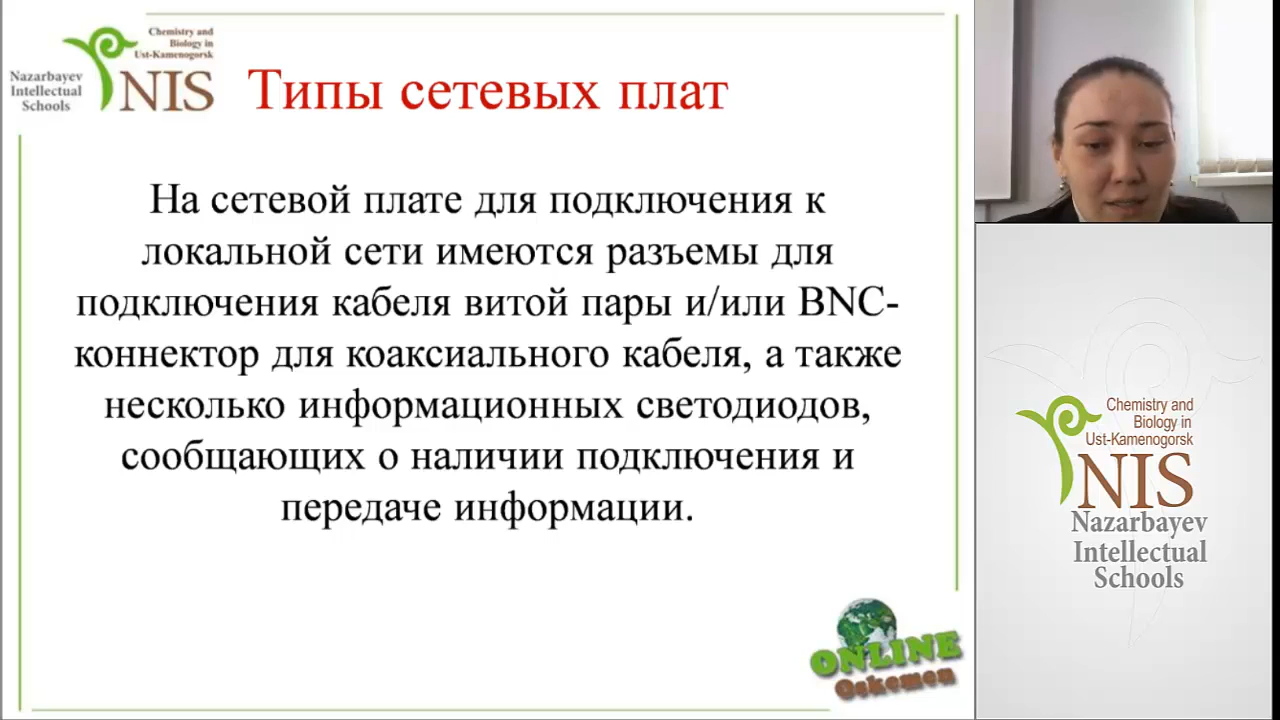 Chemistry and
Biology in
Ust-Kamenogorsk
Nazarbayev
Intellectual
Schools
NIS
Типы сетевых плат
На сетевой плате для подключения к
локальной сети имеются разъемы для
подключения кабеля витой пары и/или BNC-
коннектор для коаксиального кабеля, а также
несколько информационных светодиодов,
сообщающих о наличии подключения и
передаче информации.
ONLINE
Oskemen
Chemistry and
Biology in
Ust-Kamenogorsk
NIS
Nazarbayev
Intellectual
Schools